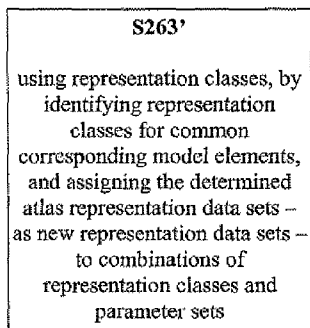 S263’
using representation classes, by
identifying representation
classes for common
corresponding model elements,
and assigning the determined
atlas representation data sets –
as new representation data sets –
to combinations of
representation classes and
parameter sets